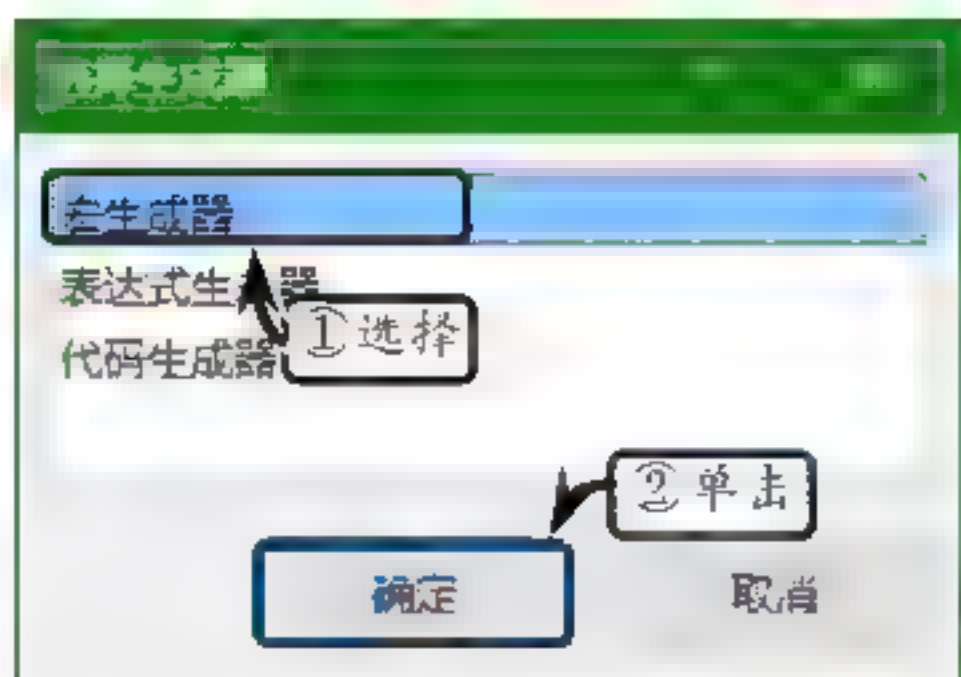 生成器
表达式生成器
①选择
代码生成器
②单击
确定
取消